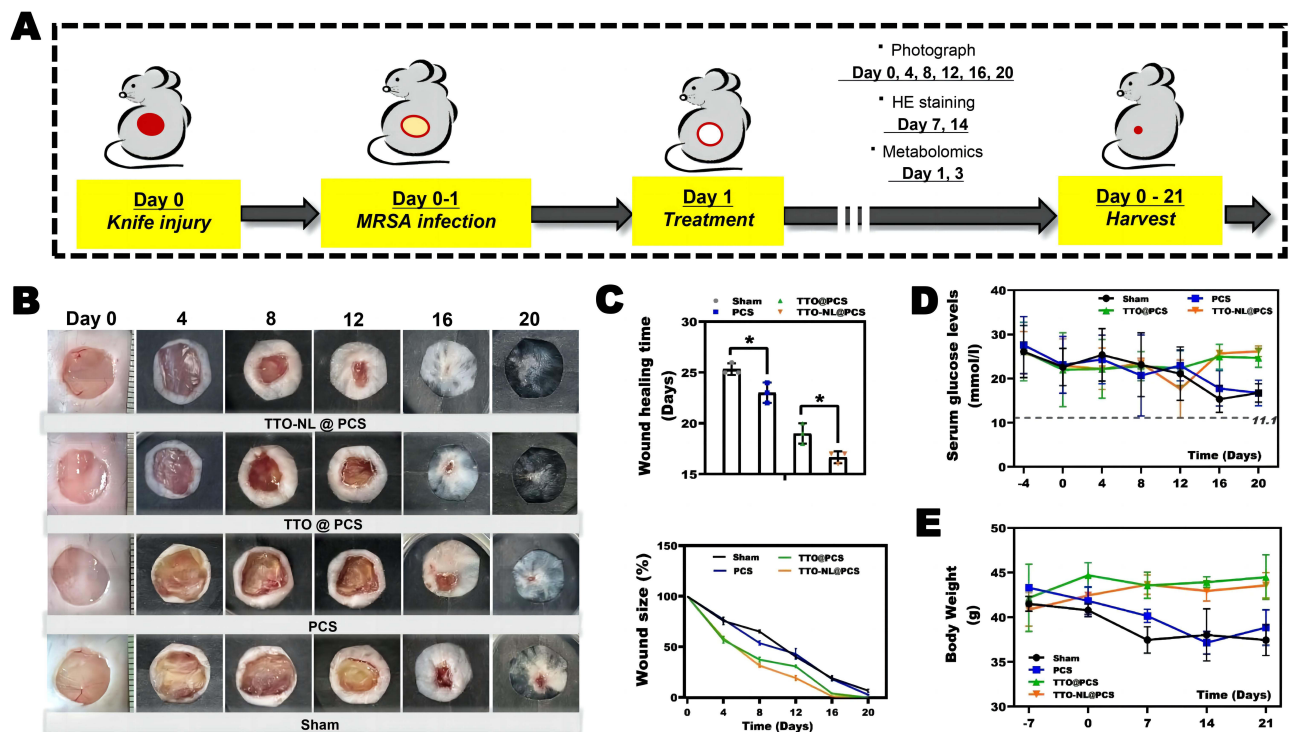 A
Day 0
Knife injury
Day 0-1
MRSA infection
Day 1
Treatment
Photograph
Day 0, 4, 8, 12, 16, 20
HE staining
Day 7, 14
Metabolomics
Day 1, 3
Day 0 - 21
Harvest
B
Day 0 4 8 12 16 20
TTO-NL @ PCS
TTO @ PCS
PCS
Sham
C
Sham TTO@PCS
PCS TTO-NL@PCS
Wound healing time
(Days)
30
25
20
15
*
*
Wound size (%)
150
100
50
0
Sham TTO@PCS
PCS TTO-NL@PCS
0 4 8 12 16 20
Time (Days)
D
Serum glucose levels
(mmol/l)
40
30
20
10
0
Sham PCS
TTO@PCS TTO-NL@PCS
11.1
Time (Days)
-4 0 4 8 12 16 20
E
Body Weight
(g)
50
45
40
35
30
Sham
PCS
TTO@PCS
TTO-NL@PCS
Time (Days)
-7 0 7 14 21